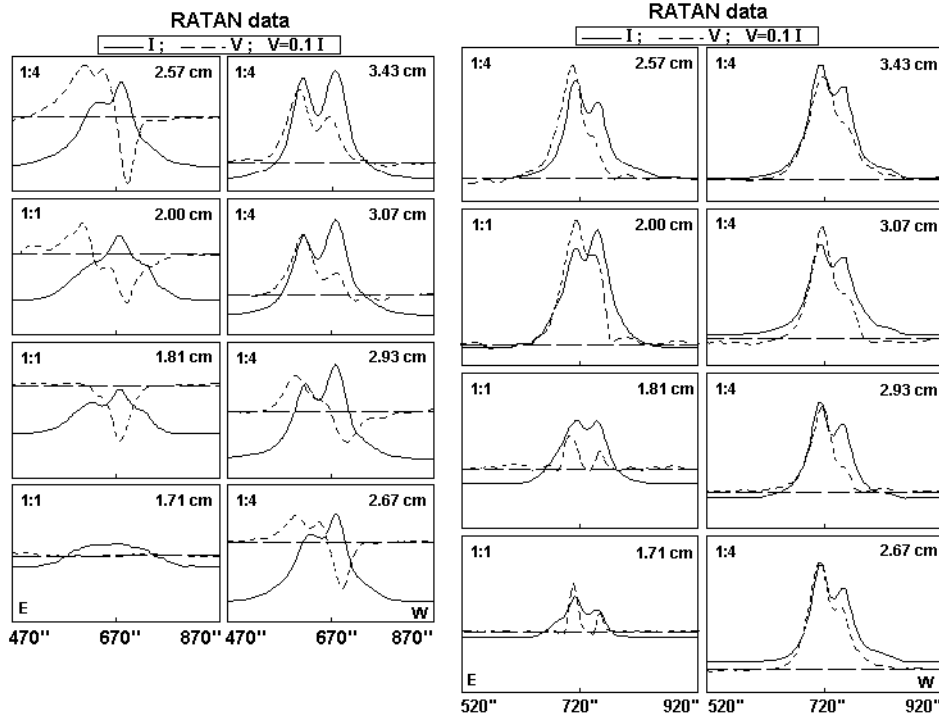 RATAN data
I ; V ; V=0.1 I
1:4 2.57 cm
1:4 3.43 cm
1:1 2.00 cm
1:4 3.07 cm
1:1 1.81 cm
1:4 2.93 cm
1:1 1.71 cm
1:4 2.67 cm
E
W
470" 670" 870"
470" 670" 870"
RATAN data
I ; V ; V=0.1 I
1:4 2.57 cm
1:4 3.43 cm
1:1 2.00 cm
1:4 3.07 cm
1:1 1.81 cm
1:4 2.93 cm
1:1 1.71 cm
1:4 2.67 cm
E
W
520" 720" 920"
520" 720" 920"